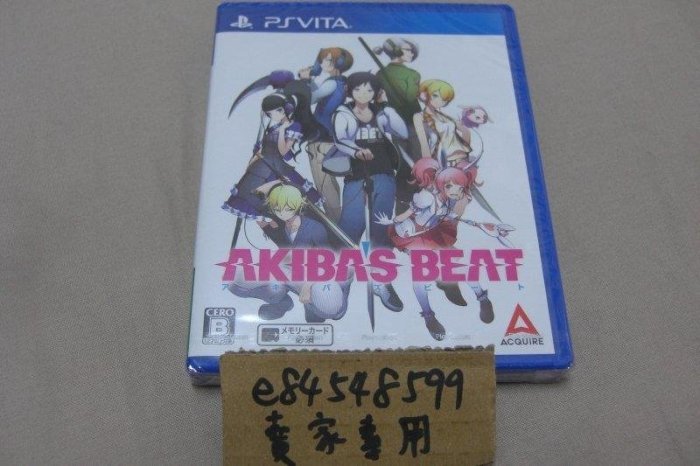 PSVITA
AKIBA'S BEAT
アキバズビート
CERO
B
メモリーカード
必須
ACQUIRE
e84548599
賣家專用